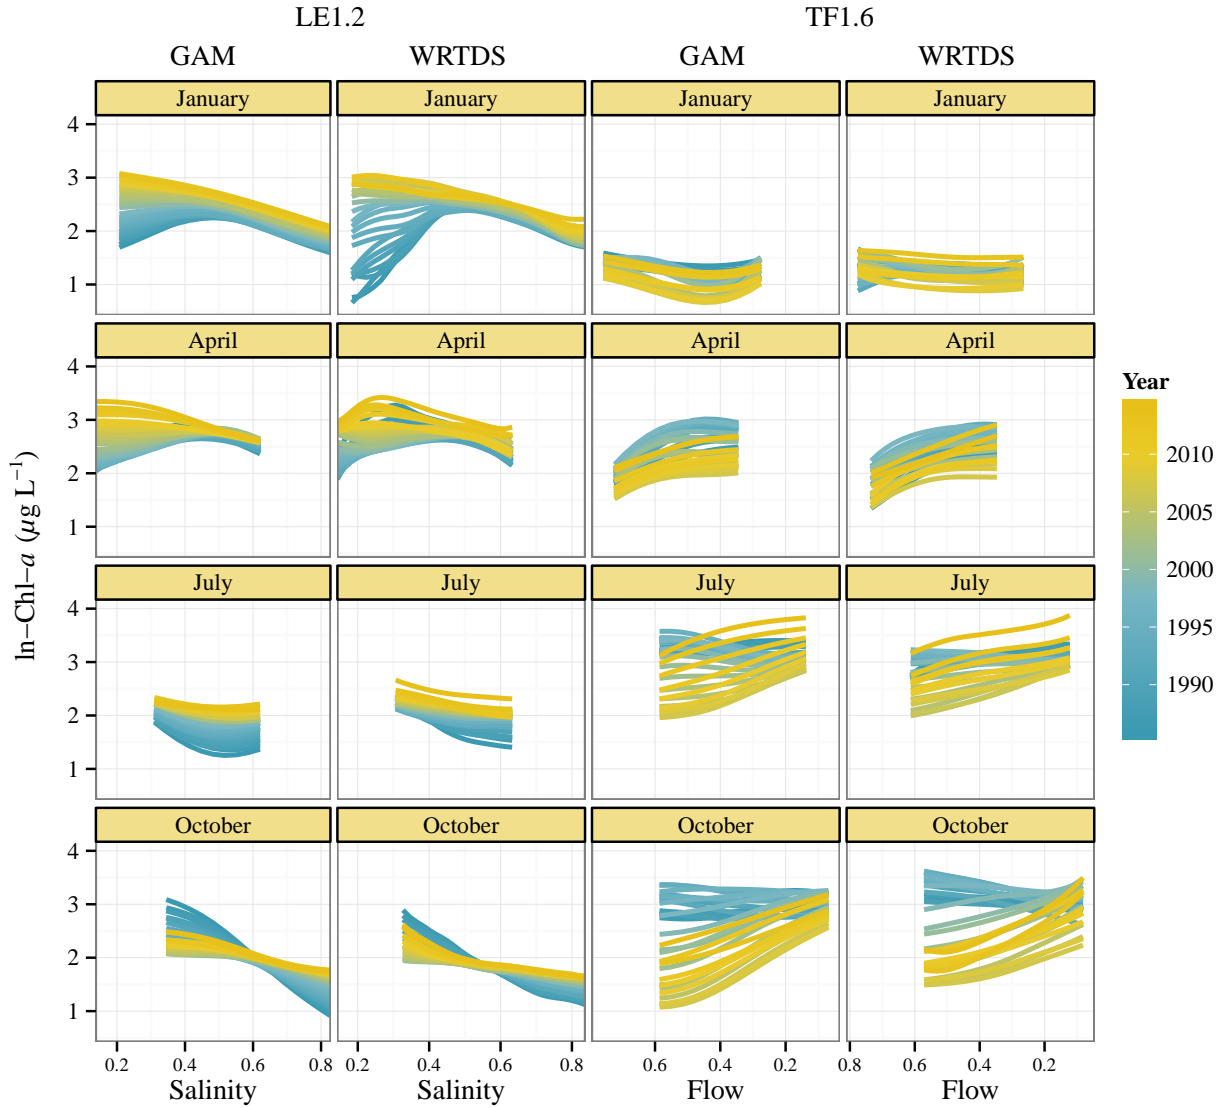 LE1.2 TF1.6
GAM WRTDS GAM WRTDS
January January January January
4
3
2
1
April April April April
4
3
2
1
July July July July
4
3
2
1
October October October October
4
3
2
1
0.2 0.4 0.6 0.8 0.2 0.4 0.6 0.8 0.6 0.4 0.2 0.8 0.6 0.4 0.2
Salinity Salinity Flow Flow
ln−Chl−a (μg L⁻¹)
Year
2010
2005
2000
1995
1990